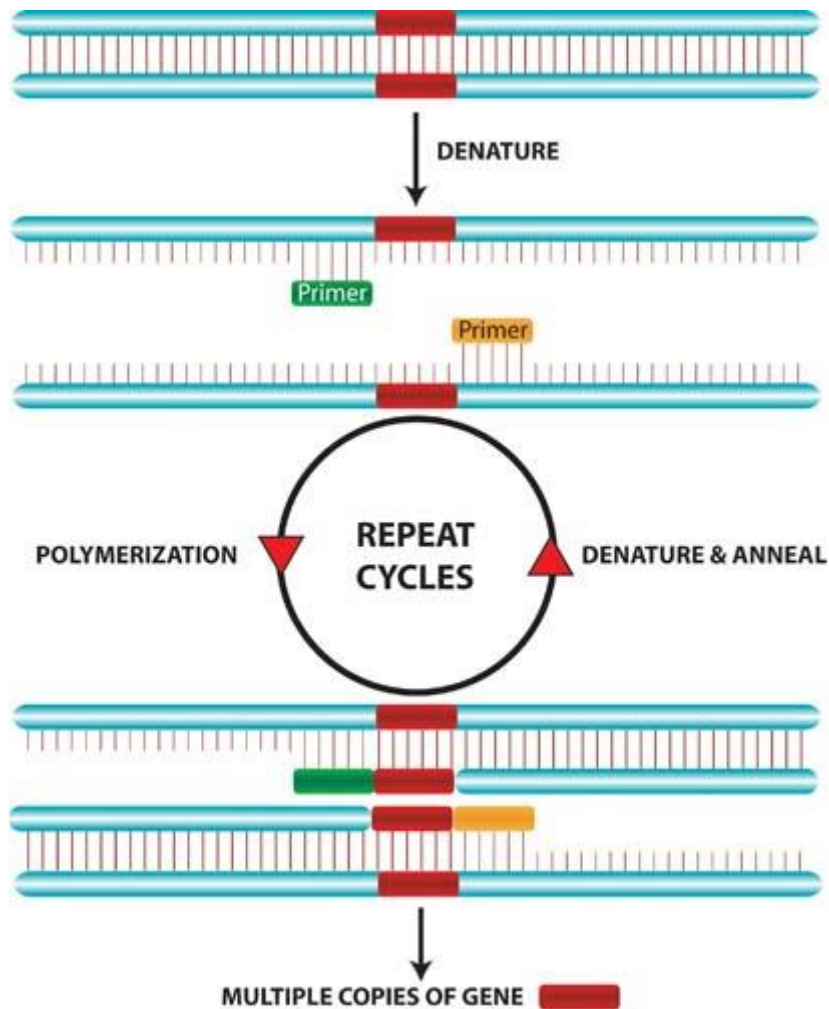 DENATURE
Primer
Primer
POLYMERIZATION
REPEAT
CYCLES
DENATURE & ANNEAL
MULTIPLE COPIES OF GENE